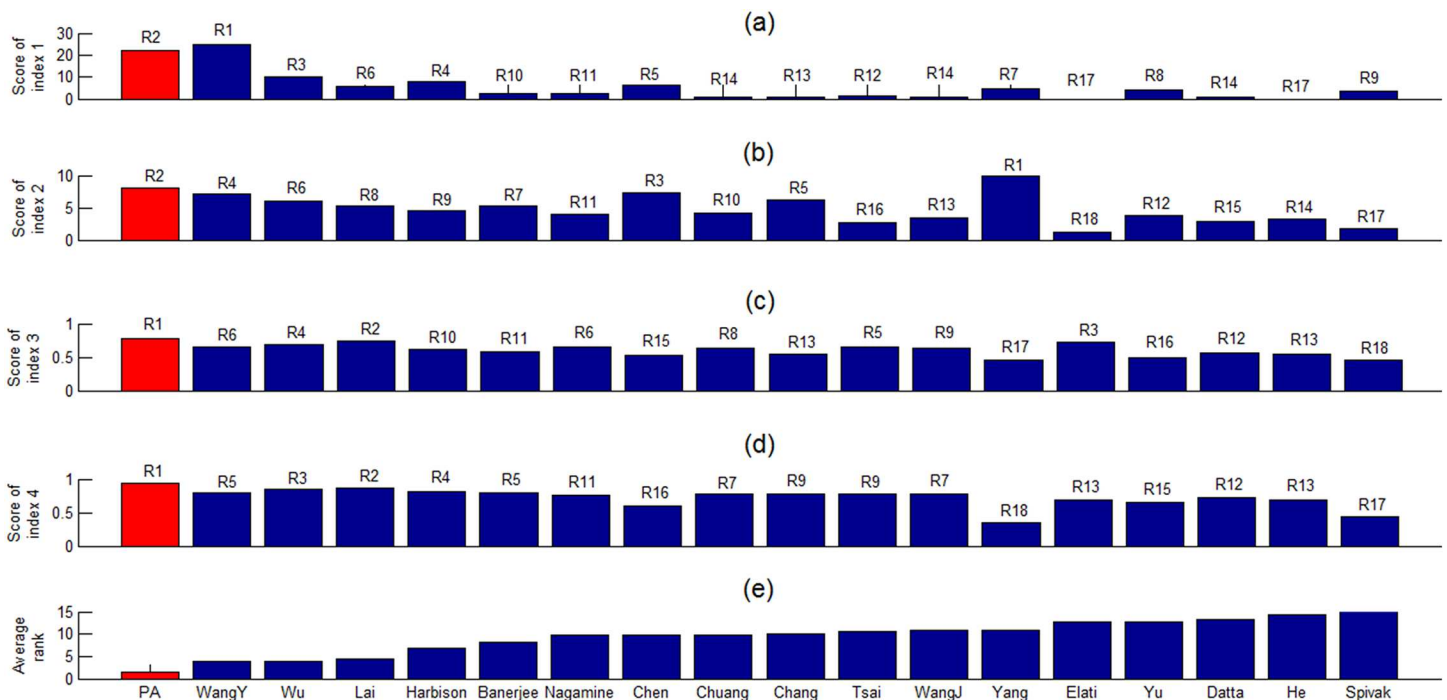 (a)
Score of
index 1
30
20
10
0
R2 R1 R3 R6 R4 R10 R11 R5 R14 R13 R12 R14 R7 R17 R8 R14 R17 R9
(b)
Score of
index 2
10
5
0
R2 R4 R6 R8 R9 R7 R11 R3 R10 R5 R16 R13 R1 R18 R12 R15 R14 R17
(c)
Score of
index 3
1
0.5
0
R1 R6 R4 R2 R10 R11 R6 R15 R8 R13 R5 R9 R17 R3 R16 R12 R13 R18
(d)
Score of
index 4
1
0.5
0
R1 R5 R3 R2 R4 R5 R11 R16 R7 R9 R9 R7 R18 R13 R15 R12 R13 R17
(e)
Average
rank
15
10
5
0
PA WangY Wu Lai Harbison Banerjee Nagamine Chen Chuang Chang Tsai WangJ Yang Elati Yu Datta He Spivak